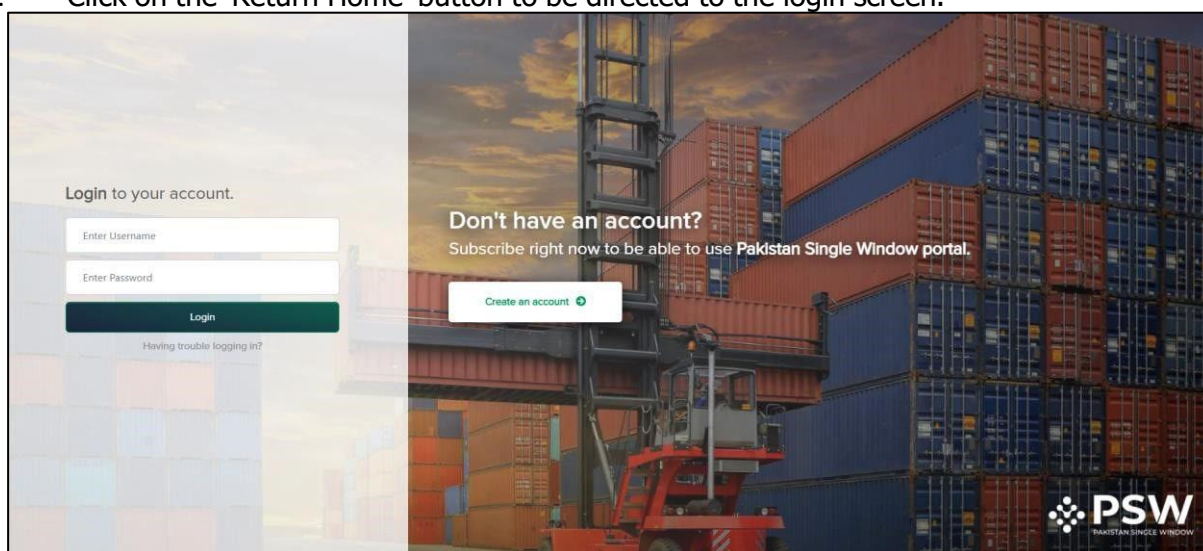 Click on the 'Return Home' button to be directed to the login screen.
Login to your account.
Enter Username
Enter Password
Login
Having trouble logging in?
Don't have an account?
Subscribe right now to be able to use Pakistan Single Window portal.
Create an account
PSW
PAKISTAN SINGLE WINDOW